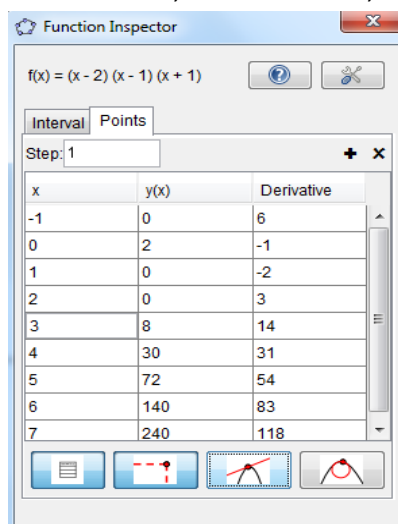 Function Inspector
f(x) = (x - 2) (x - 1) (x + 1)
Interval Points
Step: 1
x y(x) Derivative
-1 0 6
0 2 -1
1 0 -2
2 0 3
3 8 14
4 30 31
5 72 54
6 140 83
7 240 118